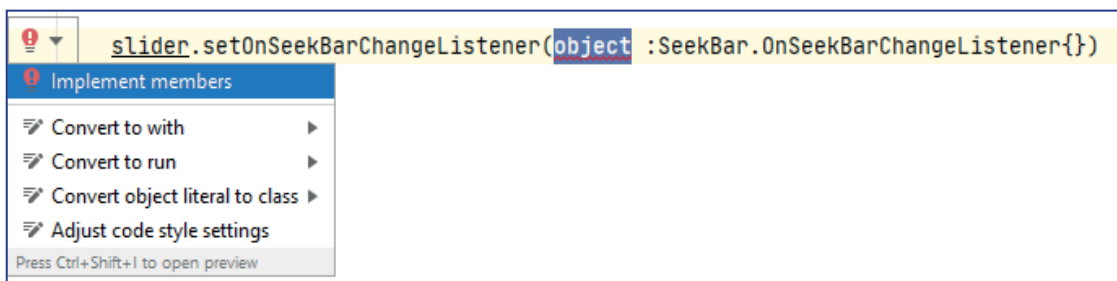 slider.setOnSeekBarChangeListener(object :SeekBar.OnSeekBarChangeListener{})
Implement members
Convert to with
Convert to run
Convert object literal to class
Adjust code style settings
Press Ctrl+Shift+I to open preview